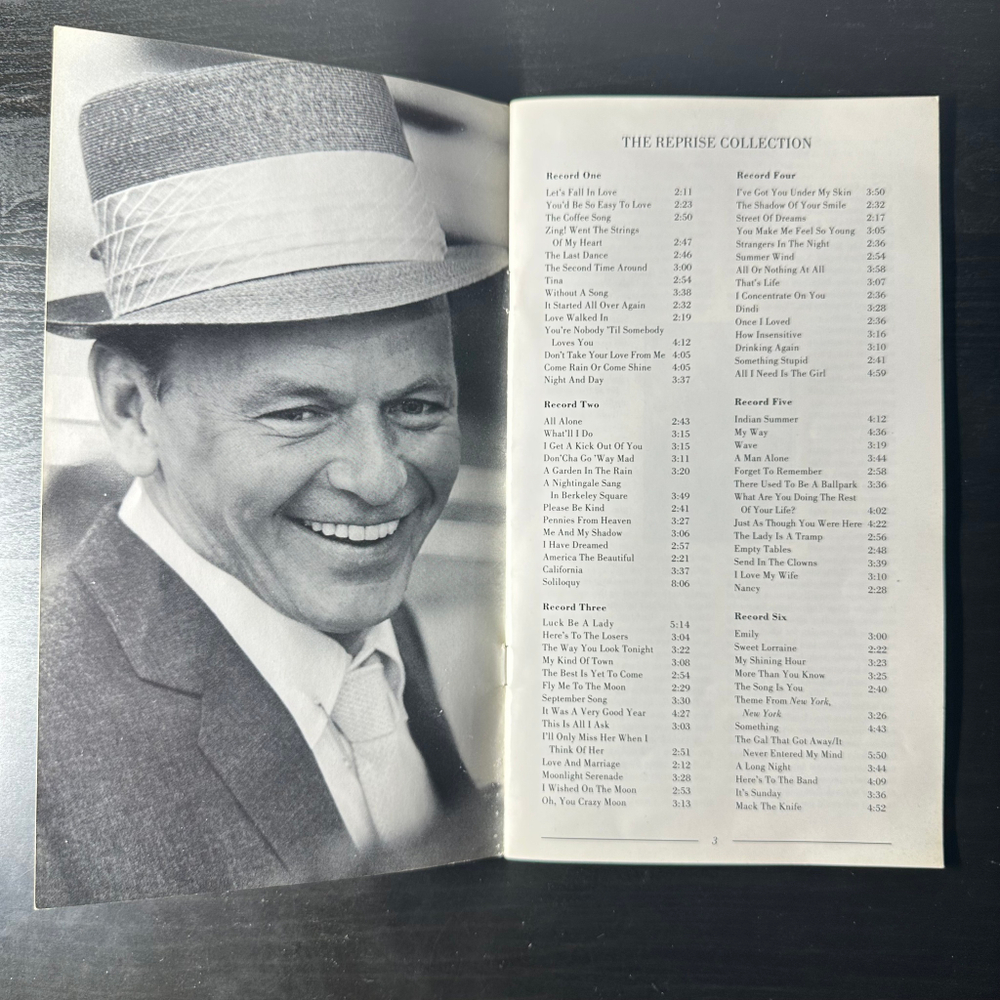 THE REPRISE COLLECTION
Record One
Let's Fall In Love 2:11
You'd Be So Easy To Love 2:23
The Coffee Song 2:50
Zing! Went The Strings
Of My Heart 2:47
The Last Dance 2:46
The Second Time Around 3:00
Tina 2:54
Without A Song 3:38
It Started All Over Again 2:32
Love Walked In 2:19
You're Nobody 'Til Somebody
Loves You 4:12
Don't Take Your Love From Me 4:05
Come Rain Or Come Shine 4:05
Night And Day 3:37
Record Two
All Alone 2:43
What'll I Do 3:15
I Get A Kick Out Of You 3:15
Don'Cha Go 'Way Mad 3:11
A Garden In The Rain 3:20
A Nightingale Sang
In Berkeley Square 3:49
Please Be Kind 2:41
Pennies From Heaven 3:27
Me And My Shadow 3:06
I Have Dreamed 2:57
America The Beautiful 2:21
California 3:37
Soliloquy 8:06
Record Three
Luck Be A Lady 5:14
Here's To The Losers 3:04
The Way You Look Tonight 3:22
My Kind Of Town 3:08
The Best Is Yet To Come 2:54
Fly Me To The Moon 2:29
September Song 3:30
It Was A Very Good Year 4:27
This Is All I Ask 3:03
I'll Only Miss Her When I
Think Of Her 2:51
Love And Marriage 2:12
Moonlight Serenade 3:28
I Wished On The Moon 2:53
Oh, You Crazy Moon 3:13
Record Four
I've Got You Under My Skin 3:50
The Shadow Of Your Smile 2:32
Street Of Dreams 2:17
You Make Me Feel So Young 3:05
Strangers In The Night 2:36
Summer Wind 2:54
All Or Nothing At All 3:58
That's Life 3:07
I Concentrate On You 2:36
Dindi 3:28
Once I Loved 2:36
How Insensitive 3:16
Drinking Again 3:10
Something Stupid 2:41
All I Need Is The Girl 4:59
Record Five
Indian Summer 4:12
My Way 4:36
Wave 3:19
A Man Alone 3:44
Forget To Remember 2:58
There Used To Be A Ballpark 3:36
What Are You Doing The Rest
Of Your Life? 4:02
Just As Though You Were Here 4:22
The Lady Is A Tramp 2:56
Empty Tables 2:48
Send In The Clowns 3:39
I Love My Wife 3:10
Nancy 2:28
Record Six
Emily 3:00
Sweet Lorraine 2:22
My Shining Hour 3:23
More Than You Know 3:25
The Song Is You 2:40
Theme From New York,
New York 3:26
Something 4:43
The Gal That Got Away/It
Never Entered My Mind 5:50
A Long Night 3:44
Here's To The Band 4:09
It's Sunday 3:36
Mack The Knife 4:52
3